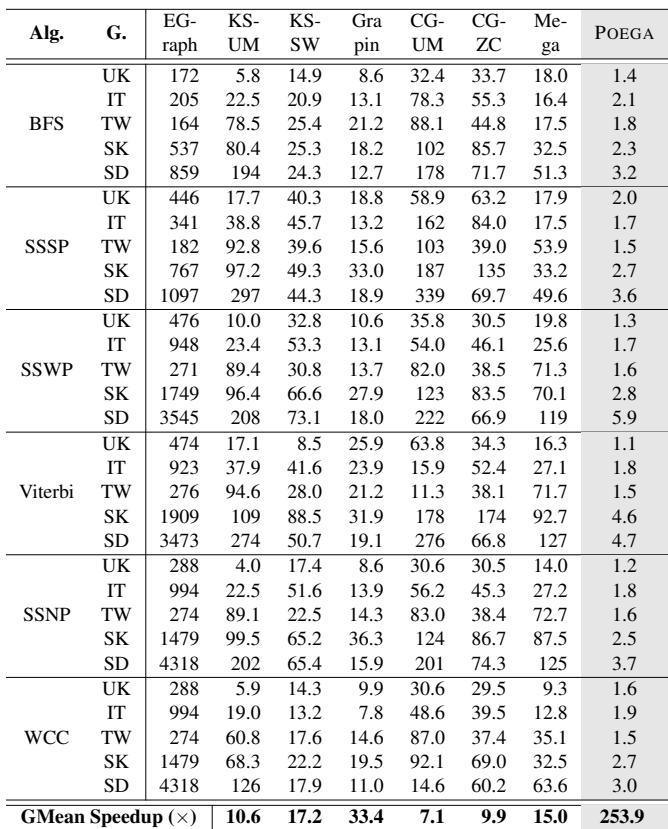 Alg. G. EG-raph KS-UM KS-SW Gra pin CG-UM CG-ZC Me-ga POEGA
UK 172 5.8 14.9 8.6 32.4 33.7 18.0 1.4
IT 205 22.5 20.9 13.1 78.3 55.3 16.4 2.1
BFS TW 164 78.5 25.4 21.2 88.1 44.8 17.5 1.8
SK 537 80.4 25.3 18.2 102 85.7 32.5 2.3
SD 859 194 24.3 12.7 178 71.7 51.3 3.2
UK 446 17.7 40.3 18.8 58.9 63.2 17.9 2.0
IT 341 38.8 45.7 13.2 162 84.0 17.5 1.7
SSSP TW 182 92.8 39.6 15.6 103 39.0 53.9 1.5
SK 767 97.2 49.3 33.0 187 135 33.2 2.7
SD 1097 297 44.3 18.9 339 69.7 49.6 3.6
UK 476 10.0 32.8 10.6 35.8 30.5 19.8 1.3
IT 948 23.4 53.3 13.1 54.0 46.1 25.6 1.7
SSWP TW 271 89.4 30.8 13.7 82.0 38.5 71.3 1.6
SK 1749 96.4 66.6 27.9 123 83.5 70.1 2.8
SD 3545 208 73.1 18.0 222 66.9 119 5.9
UK 474 17.1 8.5 25.9 63.8 34.3 16.3 1.1
IT 923 37.9 41.6 23.9 15.9 52.4 27.1 1.8
Viterbi TW 276 94.6 28.0 21.2 11.3 38.1 71.7 1.5
SK 1909 109 88.5 31.9 178 174 92.7 4.6
SD 3473 274 50.7 19.1 276 66.8 127 4.7
UK 288 4.0 17.4 8.6 30.6 30.5 14.0 1.2
IT 994 22.5 51.6 13.9 56.2 45.3 27.2 1.8
SSNP TW 274 89.1 22.5 14.3 83.0 38.4 72.7 1.6
SK 1479 99.5 65.2 36.3 124 86.7 87.5 2.5
SD 4318 202 65.4 15.9 201 74.3 125 3.7
UK 288 5.9 14.3 9.9 30.6 29.5 9.3 1.6
IT 994 19.0 13.2 7.8 48.6 39.5 12.8 1.9
WCC TW 274 60.8 17.6 14.6 87.0 37.4 35.1 1.5
SK 1479 68.3 22.2 19.5 92.1 69.0 32.5 2.7
SD 4318 126 17.9 11.0 14.6 60.2 63.6 3.0
GMean Speedup (×) 10.6 17.2 33.4 7.1 9.9 15.0 253.9